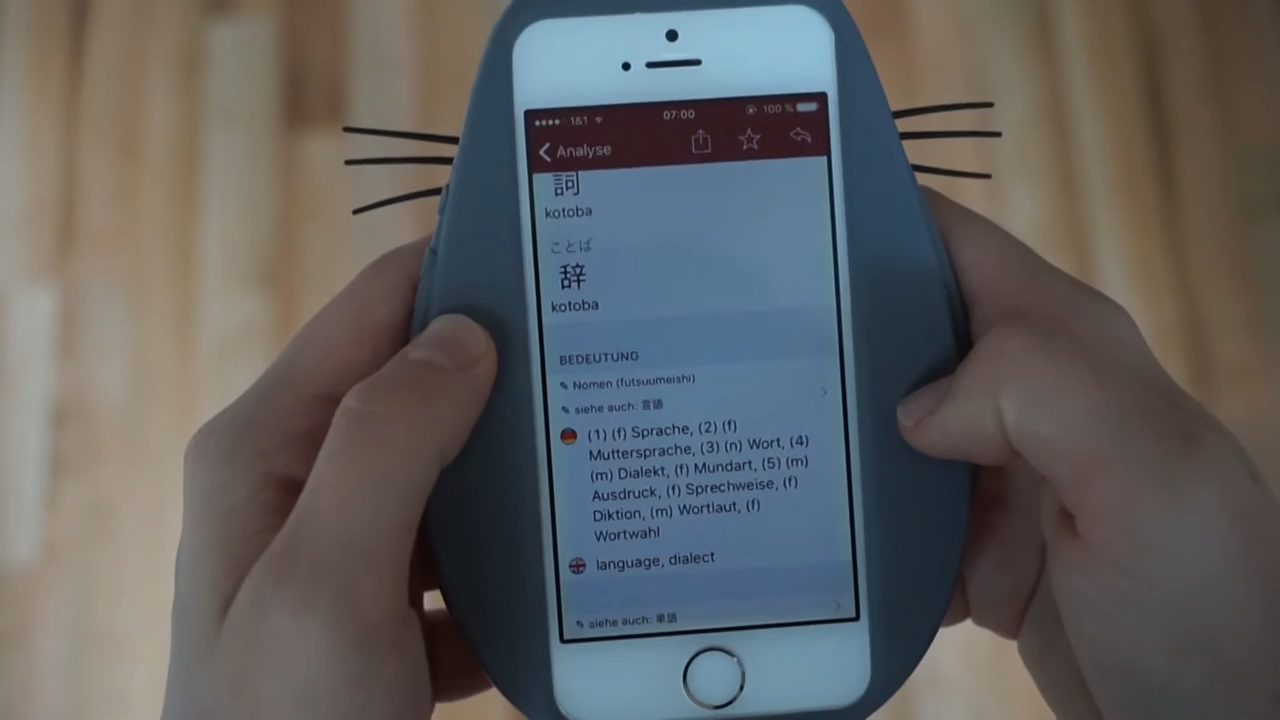 1&1 07:00 100 %
Analyse
詞
kotoba
ことば
辞
kotoba
BEDEUTUNG
Nomen (futsuumeishi)
siehe auch: 言語
(1) (f) Sprache, (2) (f)
Muttersprache, (3) (n) Wort, (4)
(m) Dialekt, (f) Mundart, (5) (m)
Ausdruck, (f) Sprechweise, (f)
Diktion, (m) Wortlaut, (f)
Wortwahl
language, dialect
siehe auch: 単語